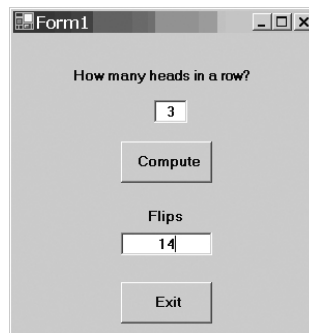 Form1
How many heads in a row?
3
Compute
Flips
14
Exit